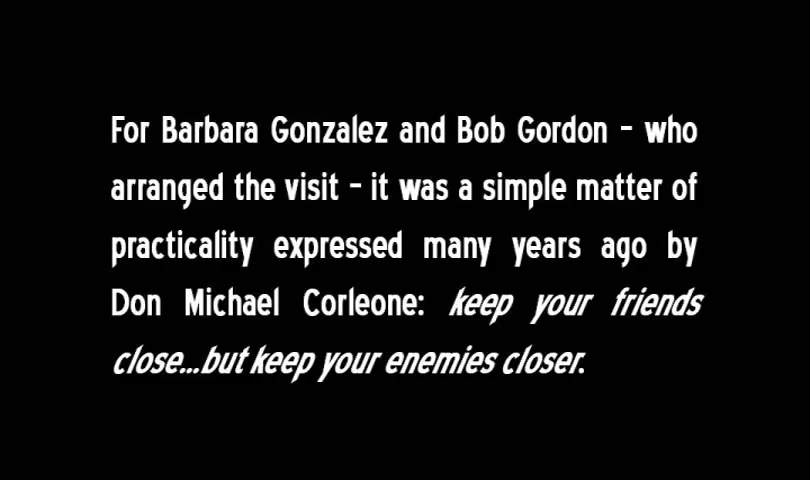 For Barbara Gonzalez and Bob Gordon - who
arranged the visit - it was a simple matter of
practicality expressed many years ago by
Don Michael Corleone: keep your friends
close...but keep your enemies closer.